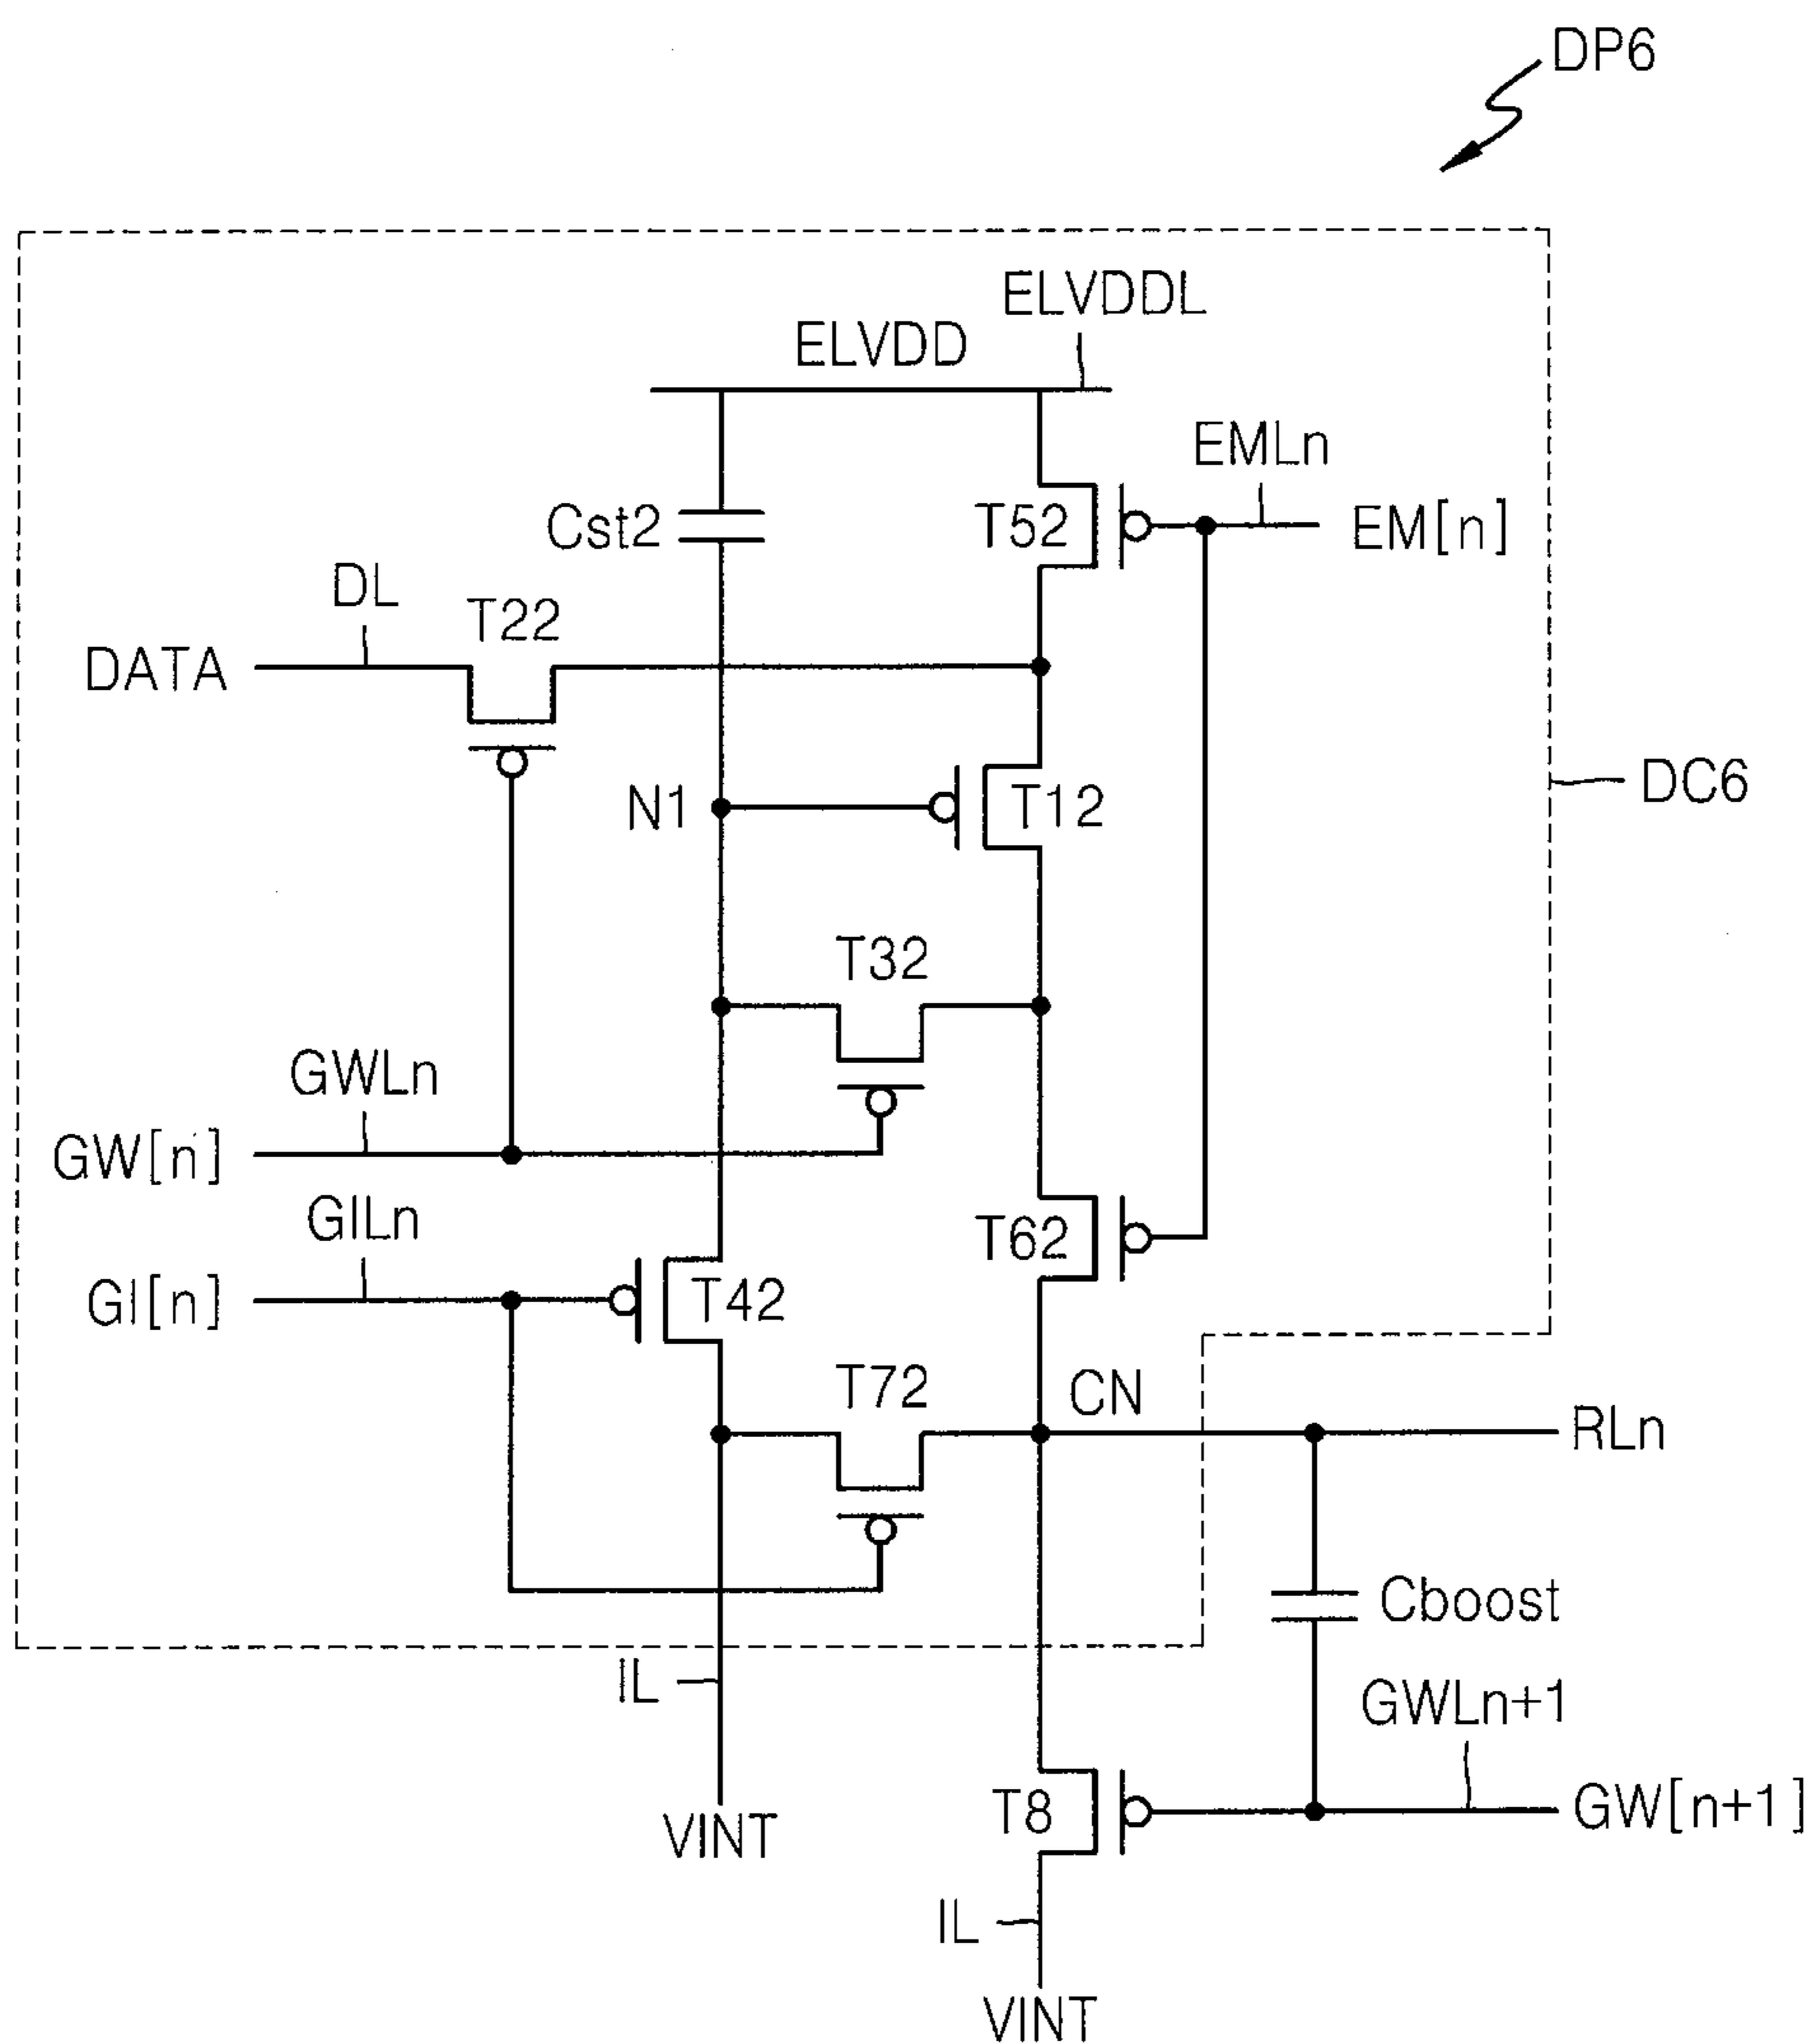 DP6
ELVDDL
ELVDD
EMLn
Cst2
T52
EM[n]
DL
T22
DATA
N1
T12
DC6
T32
GWLn
GW[n]
GILn
T62
GI[n]
T42
T72
CN
RLn
Cboost
IL
GWLn+1
VINT
T8
GW[n+1]
IL
VINT